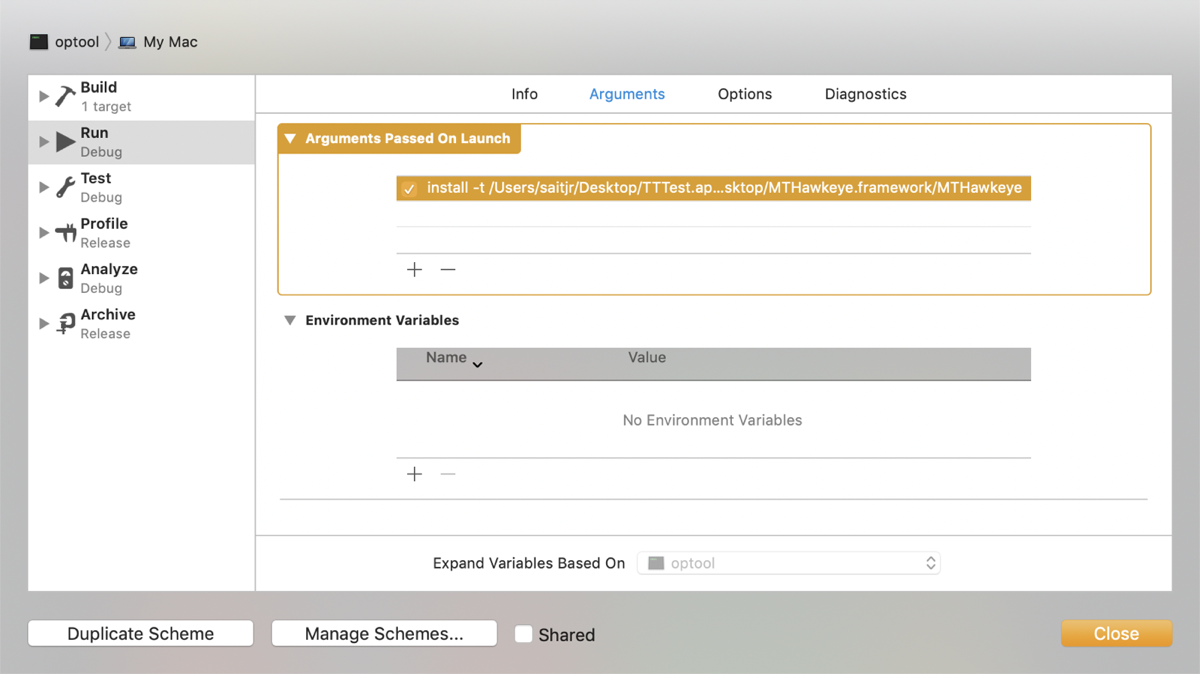 optool My Mac
Build
1 target
Run
Debug
Test
Debug
Profile
Release
Analyze
Debug
Archive
Release
Info Arguments Options Diagnostics
Arguments Passed On Launch
install -t /Users/saitjr/Desktop/TTTest.ap...sktop/MTHawkeye.framework/MTHawkeye
Environment Variables
Name Value
No Environment Variables
Expand Variables Based On optool
Duplicate Scheme Manage Schemes... Shared Close